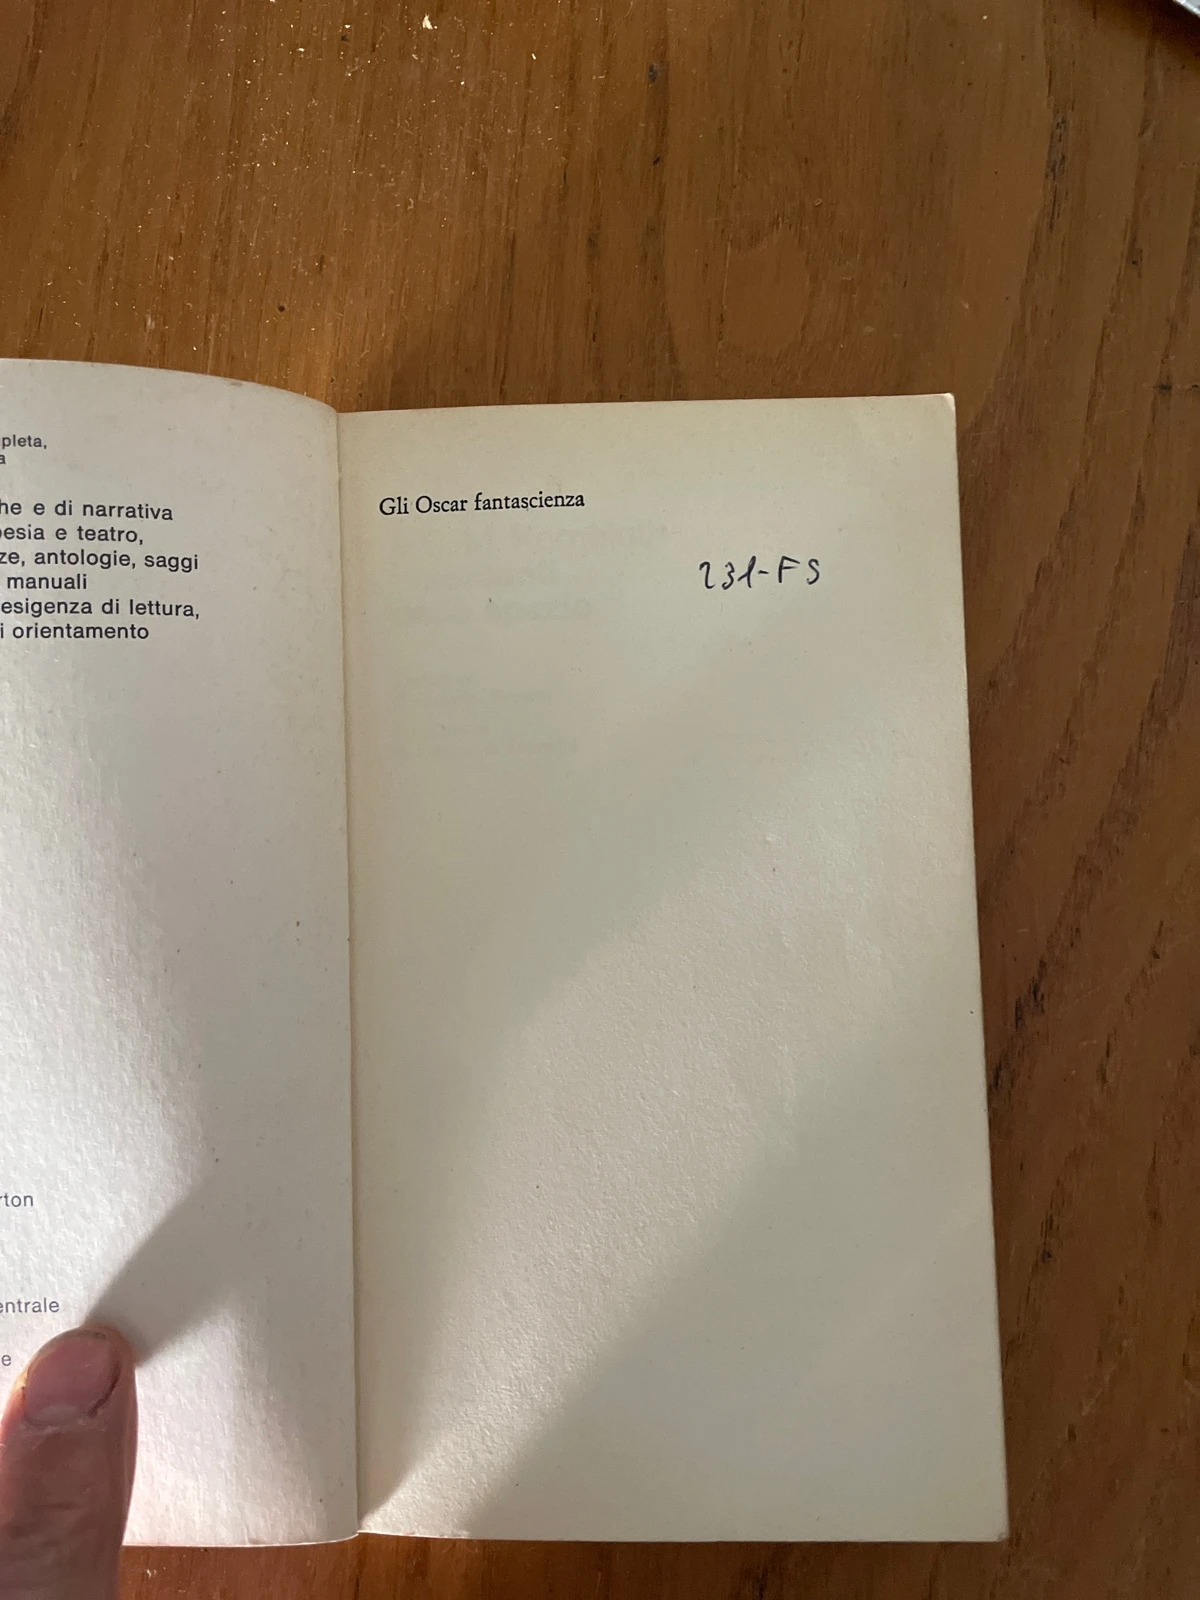 pleta,
a
he e di narrativa
esia e teatro,
ze, antologie, saggi
manuali
esigenza di lettura,
i orientamento
rton
entrale
e
Gli Oscar fantascienza
231-FS